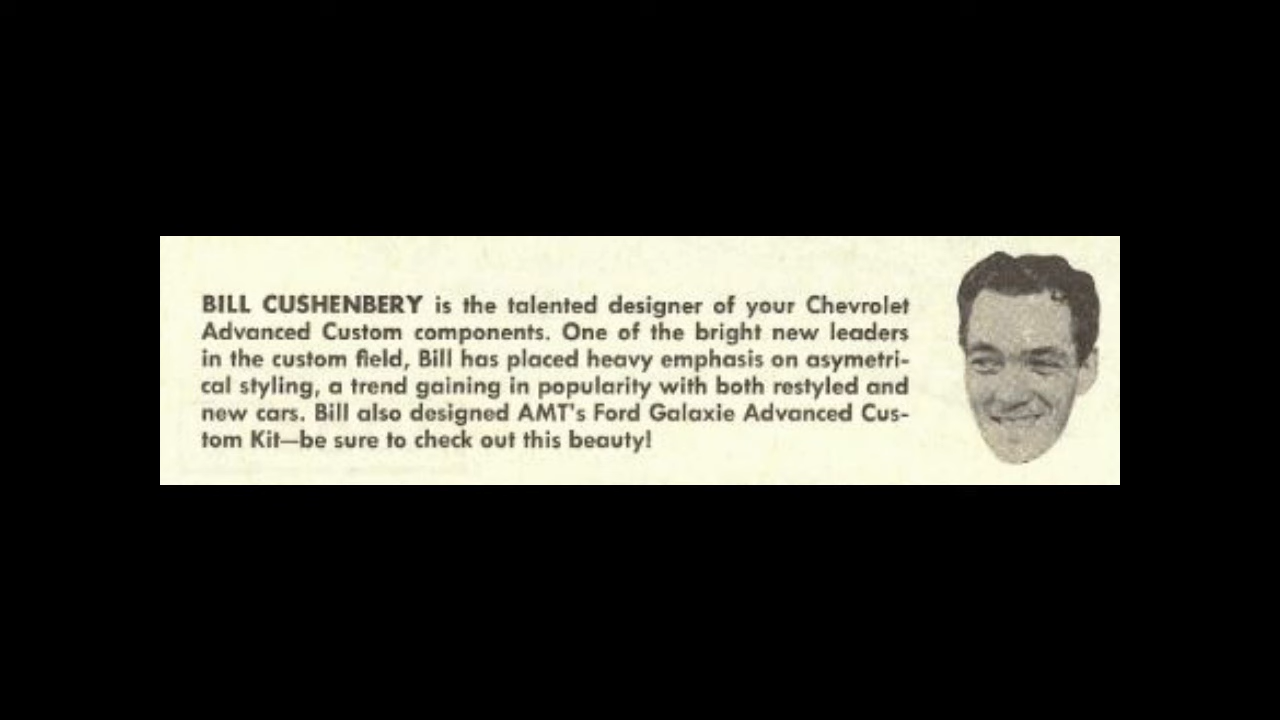 BILL CUSHENBERY is the talented designer of your Chevrolet
Advanced Custom components. One of the bright new leaders
in the custom field, Bill has placed heavy emphasis on asymetri-
cal styling, a trend gaining in popularity with both restyled and
new cars. Bill also designed AMT's Ford Galaxie Advanced Cus-
tom Kit—be sure to check out this beauty!